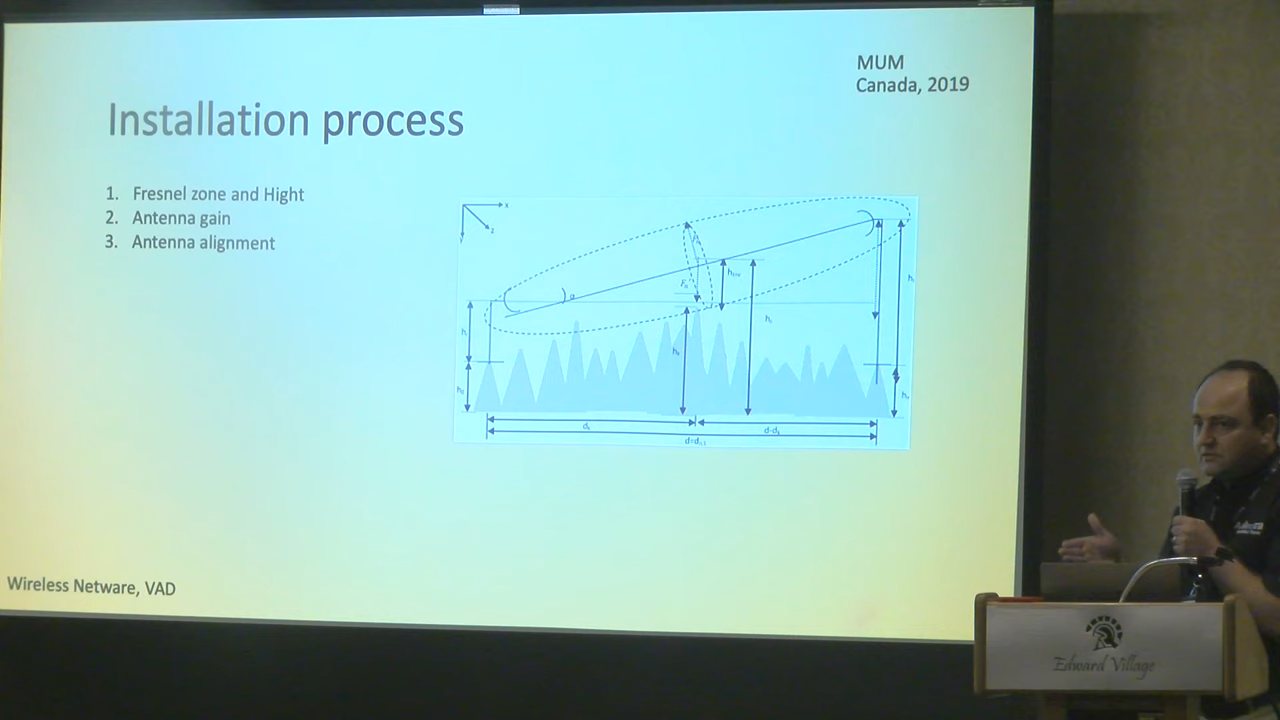 MUM
Canada, 2019
Installation process
1. Fresnel zone and Hight
2. Antenna gain
3. Antenna alignment
x
z
α
d-d₁
Wireless Netware, VAD
Edward Village